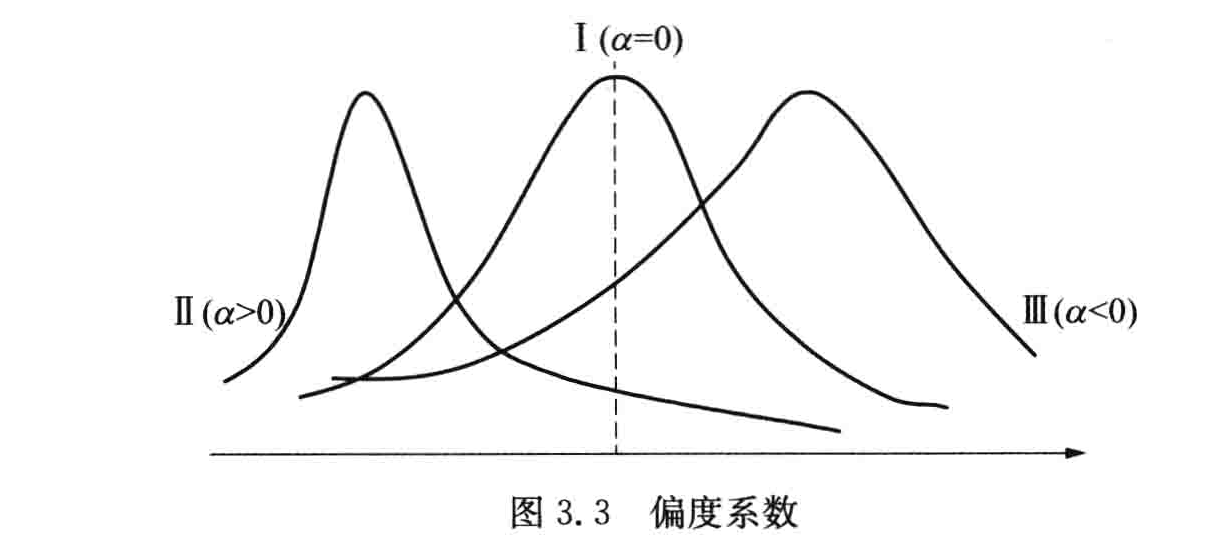 Ⅰ(α=0)
Ⅱ(α>0)
Ⅲ(α<0)
图 3.3 偏度系数